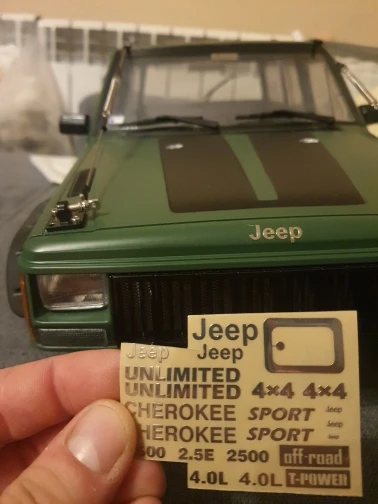 Jeep
Jeep
Jeep Jeep
UNLIMITED
UNLIMITED 4×4 4×4
CHEROKEE SPORT Jeep
CHEROKEE SPORT Jeep
2.5E 2500 off-road
4.0L 4.0L T-POWER